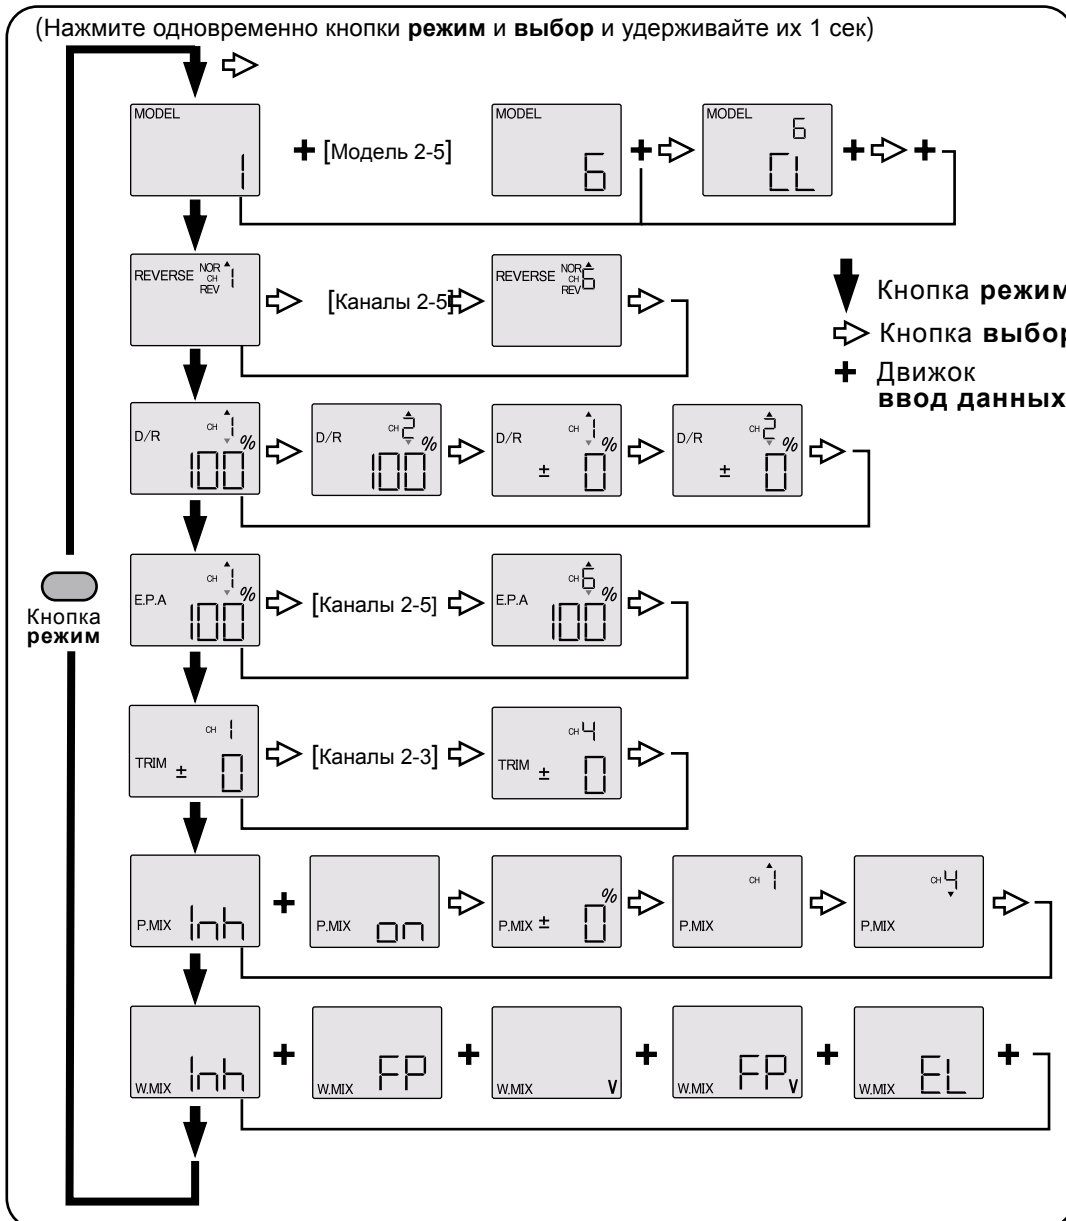 (Нажмите одновременно кнопки режим и выбор и удерживайте их 1 сек)
MODEL 1
+ [Модель 2-5]
MODEL 6
+
MODEL 6 CL
+ +
REVERSE NOR CH REV 1
[Каналы 2-5]
REVERSE NOR CH REV 6
Кнопка режим
Кнопка выбор
+ Движок
ввод данных
D/R CH 1 % 100
D/R CH 2 % 100
D/R CH 1 % ± 0
D/R CH 2 % ± 0
E.P.A CH 1 % 100
[Каналы 2-5]
E.P.A CH 6 % 100
Кнопка
режим
TRIM CH 1 ± 0
[Каналы 2-3]
TRIM CH 4 ± 0
P.MIX Inh
+
P.MIX on
P.MIX ± 0 %
P.MIX CH 1
P.MIX CH 4
W.MIX Inh
+
W.MIX FP
+
W.MIX V
+
W.MIX FP V
+
W.MIX EL
+